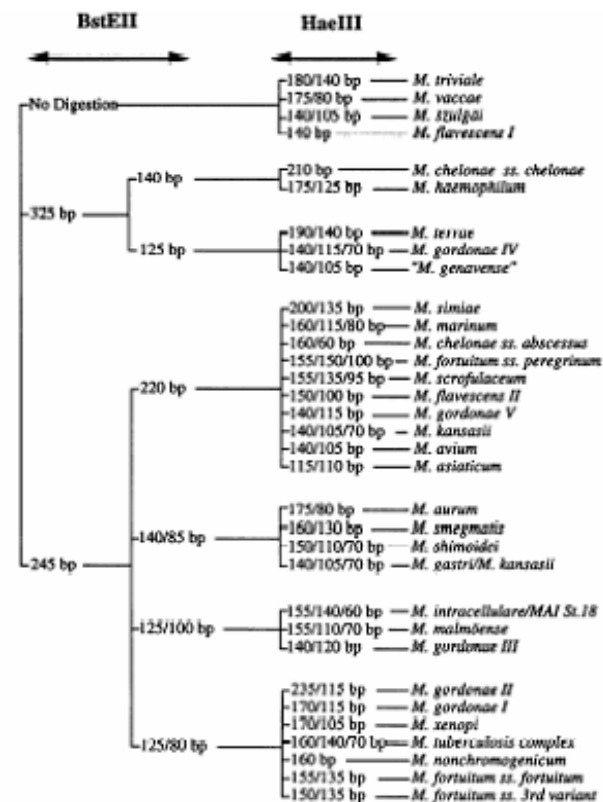 BstEII HaeIII
No Digestion
180/140 bp M. triviale
175/80 bp M. vaccae
140/105 bp M. szulgai
140 bp M. flavescens I
325 bp
140 bp
210 bp M. chelonae ss. chelonae
175/125 bp M. haemophilum
125 bp
190/140 bp M. terrae
140/115/70 bp M. gordonae IV
140/105 bp "M. genavense"
245 bp
220 bp
200/135 bp M. simiae
160/115/80 bp M. marinum
160/60 bp M. chelonae ss. abscessus
155/150/100 bp M. fortuitum ss. peregrinum
155/135/95 bp M. scrofulaceum
150/100 bp M. flavescens II
140/115 bp M. gordonae V
140/105/70 bp M. kansasii
140/105 bp M. avium
115/110 bp M. asiaticum
140/85 bp
175/80 bp M. aurum
160/130 bp M. smegmatis
150/110/70 bp M. shimoidei
140/105/70 bp M. gastri/M. kansasii
125/100 bp
155/140/60 bp M. intracellulare/MAI St.18
155/110/70 bp M. malmöense
140/120 bp M. gordonae III
125/80 bp
235/115 bp M. gordonae II
170/115 bp M. gordonae I
170/105 bp M. xenopi
160/140/70 bp M. tuberculosis complex
160 bp M. nonchromogenicum
155/135 bp M. fortuitum ss. fortuitum
150/135 bp M. fortuitum ss. 3rd variant